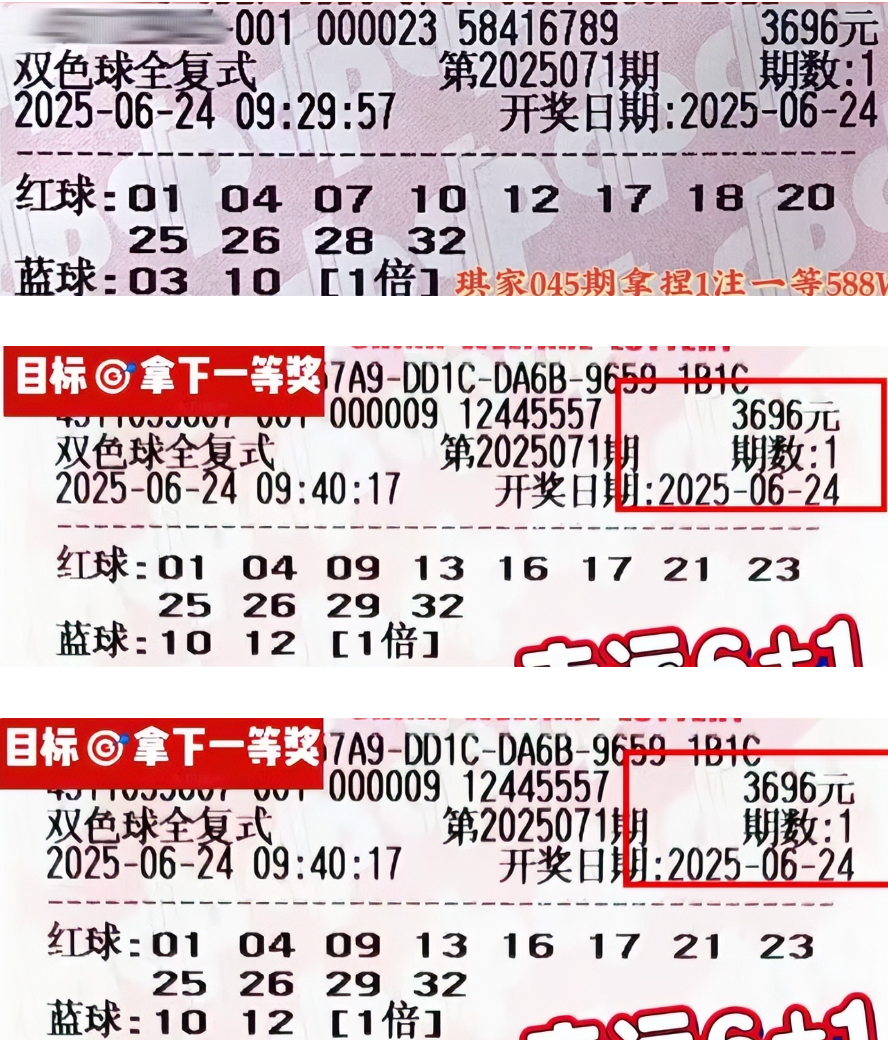 -001 000023 58416789 3696元
双色球全复式 第2025071期 期数:1
2025-06-24 09:29:57 开奖日期:2025-06-24
红球:01 04 07 10 12 17 18 20
25 26 28 32
蓝球:03 10 [1倍] 琪家045期拿捏1注一等588W
目标 拿下一等奖 7A9-DD1C-DA6B-9659 1B1C
000009 12445557 3696元
双色球全复式 第2025071期 期数:1
2025-06-24 09:40:17 开奖日期:2025-06-24
红球:01 04 09 13 16 17 21 23
25 26 29 32
蓝球:10 12 [1倍]
目标 拿下一等奖 7A9-DD1C-DA6B-9659 1B1C
000009 12445557 3696元
双色球全复式 第2025071期 期数:1
2025-06-24 09:40:17 开奖日期:2025-06-24
红球:01 04 09 13 16 17 21 23
25 26 29 32
蓝球:10 12 [1倍]